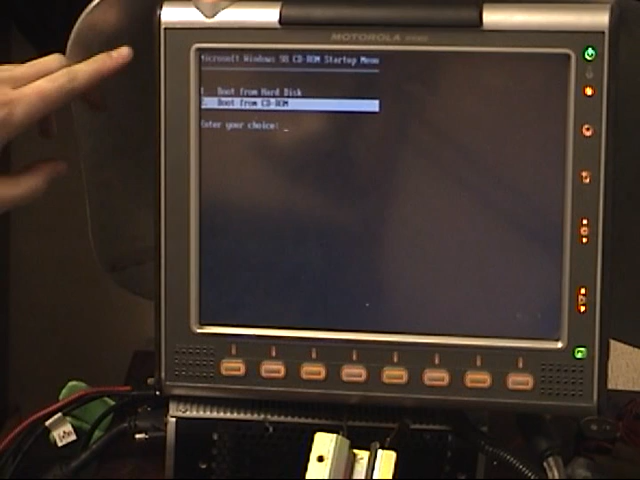 MOTOROLA
Microsoft Windows 98 CD-ROM Startup Menu
1. Boot from Hard Disk
2. Boot from CD-ROM
Enter your choice: _